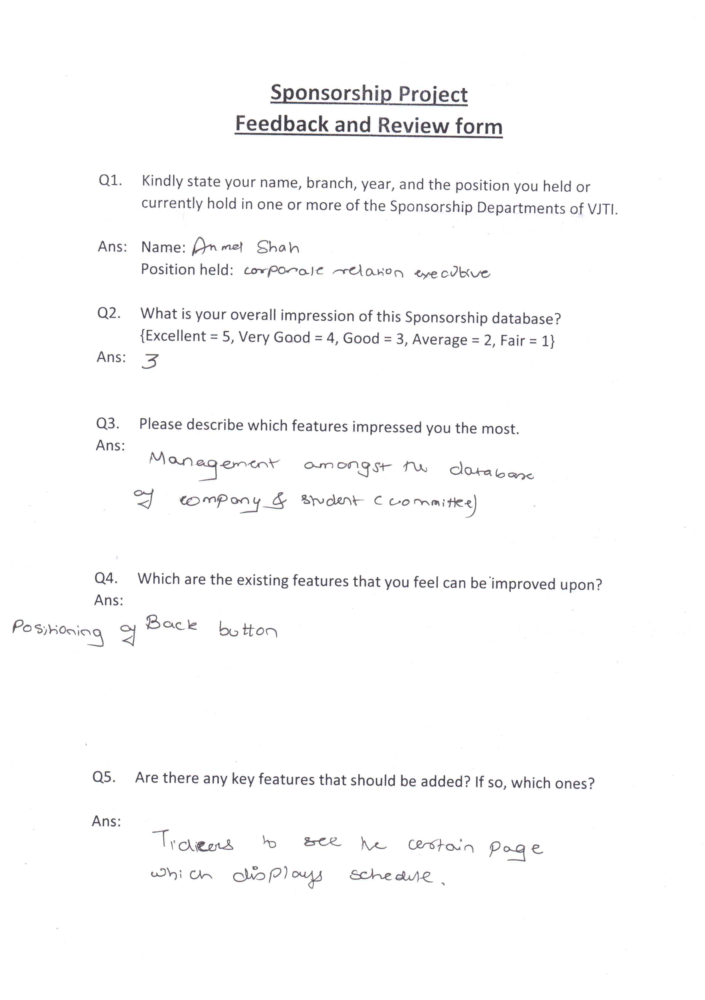 Sponsorship Project
Feedback and Review form
Q1. Kindly state your name, branch, year, and the position you held or
currently hold in one or more of the Sponsorship Departments of VJTI.
Ans: Name: Anmol Shah
Position held: corporate relation executive
Q2. What is your overall impression of this Sponsorship database?
{Excellent = 5, Very Good = 4, Good = 3, Average = 2, Fair = 1}
Ans: 3
Q3. Please describe which features impressed you the most.
Ans:
Management amongst the database
of company & student (committee)
Q4. Which are the existing features that you feel can be improved upon?
Ans:
Positioning of Back button
Q5. Are there any key features that should be added? If so, which ones?
Ans:
to see the certain page
which displays schedule.